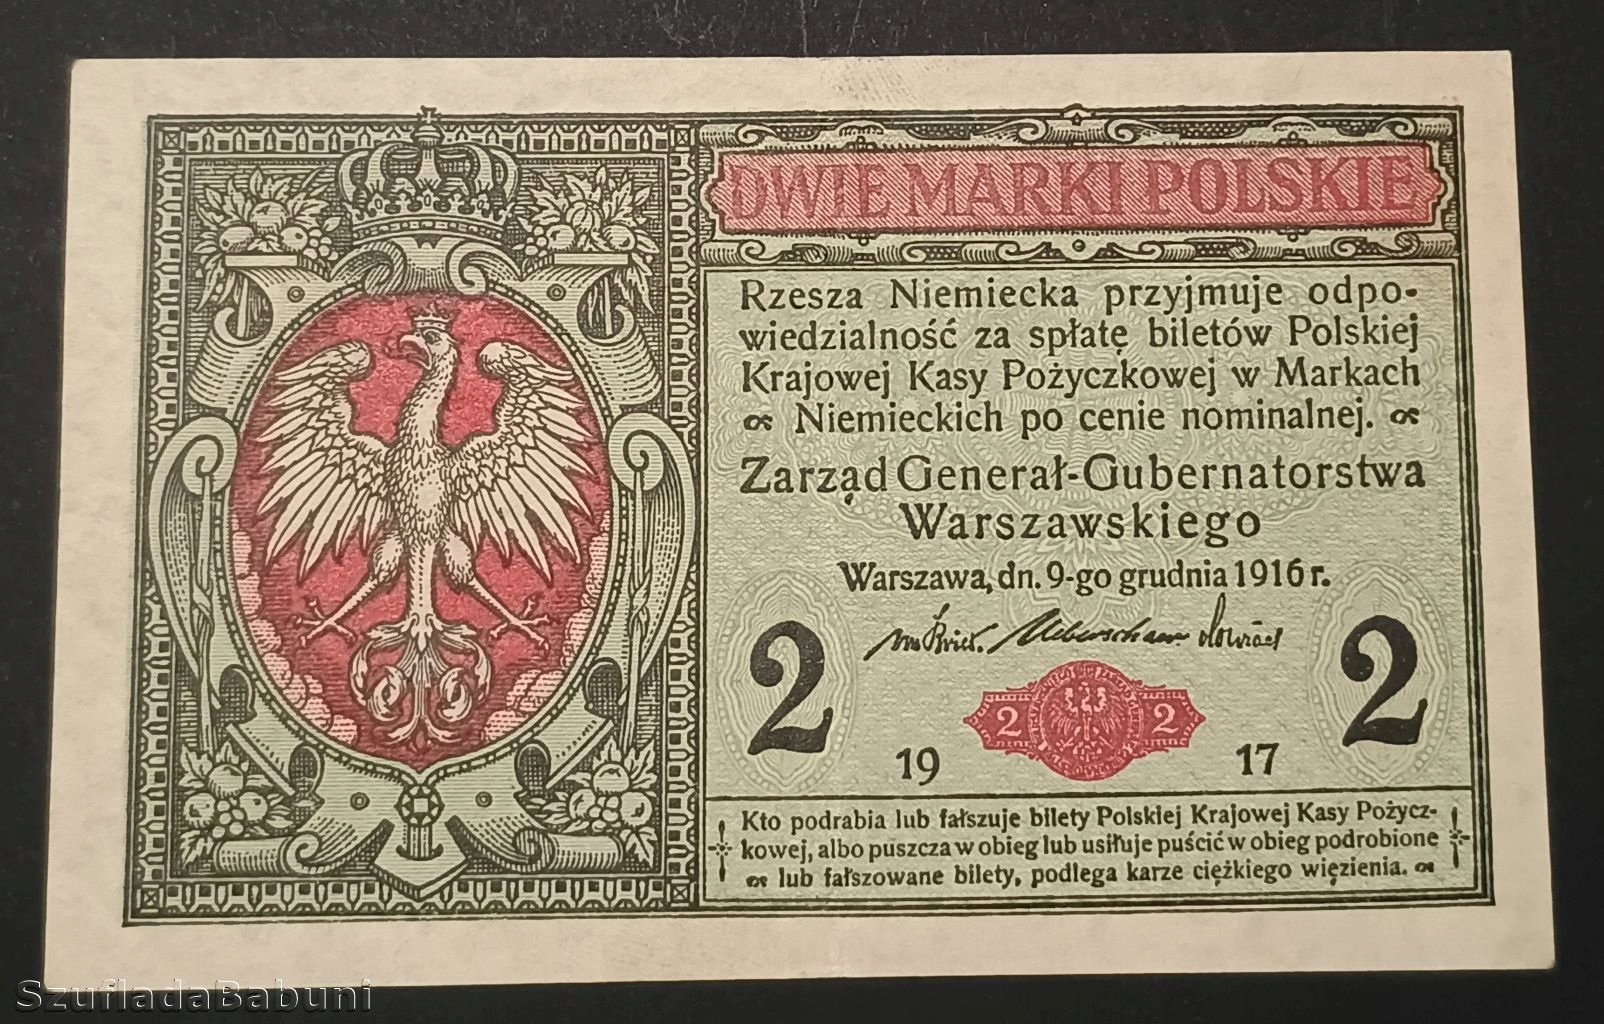 DWIE MARKI POLSKIE
Rzesza Niemiecka przyjmuje odpo-
wiedzialność za spłatę biletów Polskiej
Krajowej Kasy Pożyczkowej w Markach
Niemieckich po cenie nominalnej.
Zarząd Generał-Gubernatorstwa
Warszawskiego
Warszawa, dn. 9-go grudnia 1916 r.
2 2
2 2
19 17
Kto podrabia lub fałszuje bilety Polskiej Krajowej Kasy Pożycz-
kowej, albo puszcza w obieg lub usiłuje puścić w obieg podrobione
lub fałszowane bilety, podlega karze ciężkiego więzienia.
SzufladaBabuni